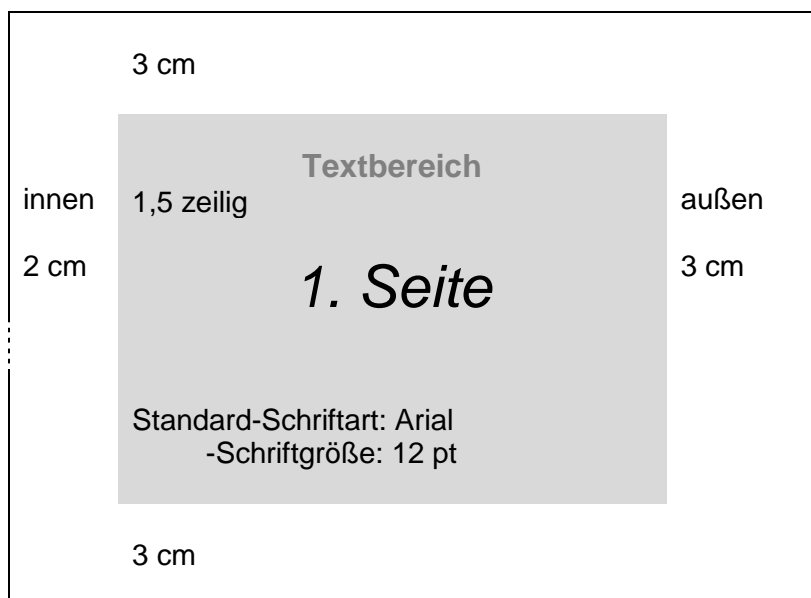 3 cm
Textbereich
innen 1,5 zeilig außen
2 cm 1. Seite 3 cm
Standard-Schriftart: Arial
-Schriftgröße: 12 pt
3 cm